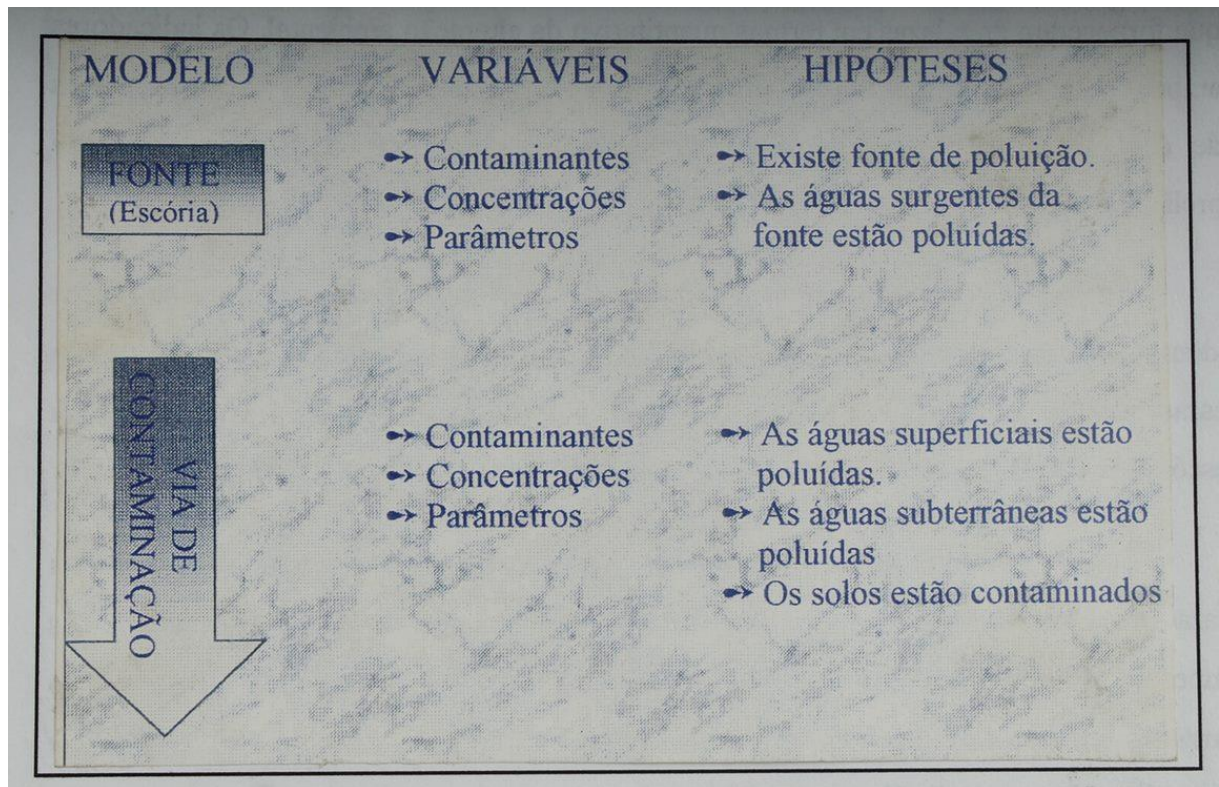 MODELO VARIÁVEIS HIPÓTESES
FONTE
(Escória)
Contaminantes
Concentrações
Parâmetros
Existe fonte de poluição.
As águas surgentes da
fonte estão poluídas.
VIA DE
CONTAMINAÇÃO
Contaminantes
Concentrações
Parâmetros
As águas superficiais estão
poluídas.
As águas subterrâneas estão
poluídas
Os solos estão contaminados